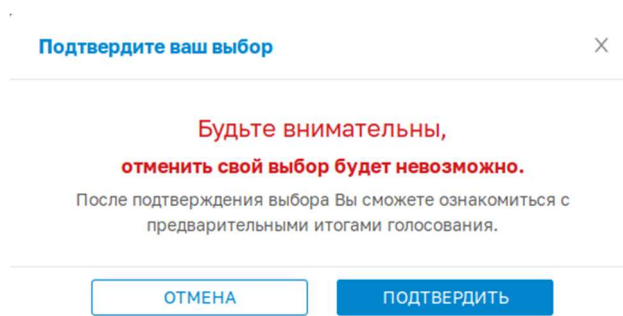 Подтвердите ваш выбор
Будьте внимательны,
отменить свой выбор будет невозможно.
После подтверждения выбора Вы сможете ознакомиться с
предварительными итогами голосования.
ОТМЕНА
ПОДТВЕРДИТЬ